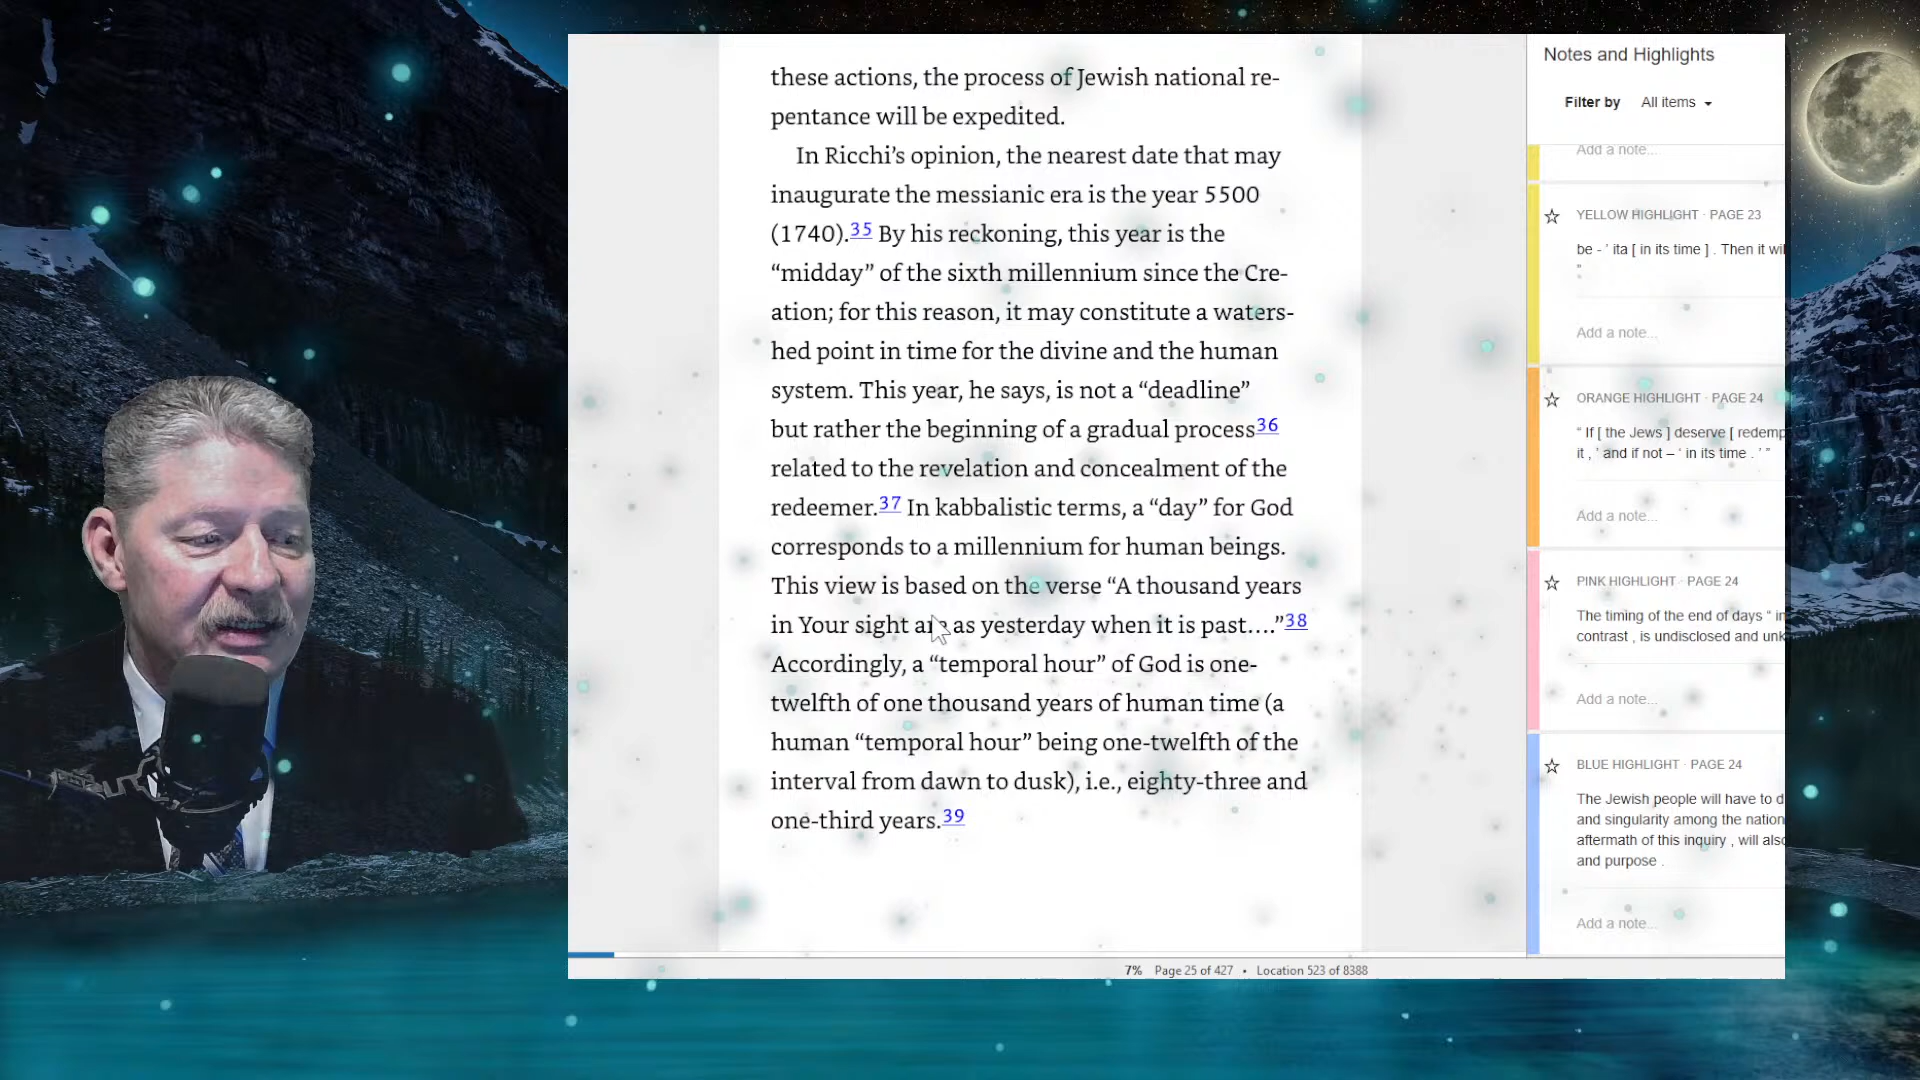 these actions, the process of Jewish national re-
pentance will be expedited.
In Ricchi’s opinion, the nearest date that may
inaugurate the messianic era is the year 5500
(1740).35 By his reckoning, this year is the
“midday” of the sixth millennium since the Cre-
ation; for this reason, it may constitute a waters-
hed point in time for the divine and the human
system. This year, he says, is not a “deadline”
but rather the beginning of a gradual process36
related to the revelation and concealment of the
redeemer.37 In kabbalistic terms, a “day” for God
corresponds to a millennium for human beings.
This view is based on the verse “A thousand years
in Your sight are as yesterday when it is past....”38
Accordingly, a “temporal hour” of God is one-
twelfth of one thousand years of human time (a
human “temporal hour” being one-twelfth of the
interval from dawn to dusk), i.e., eighty-three and
one-third years.39
7% Page 25 of 427 • Location 523 of 8388
Notes and Highlights
Filter by All items
Add a note...
YELLOW HIGHLIGHT · PAGE 23
be - ’ ita [ in its time ] . Then it
”
Add a note...
ORANGE HIGHLIGHT · PAGE 24
“ If [ the Jews ] deserve [
it , ’ and if not – ‘ in its time . ’ ”
Add a note...
PINK HIGHLIGHT · PAGE 24
The timing of the end of days “
contrast , is undisclosed and
Add a note...
BLUE HIGHLIGHT · PAGE 24
The Jewish people will have to
and singularity among the
aftermath of this inquiry , will
and purpose .
Add a note...